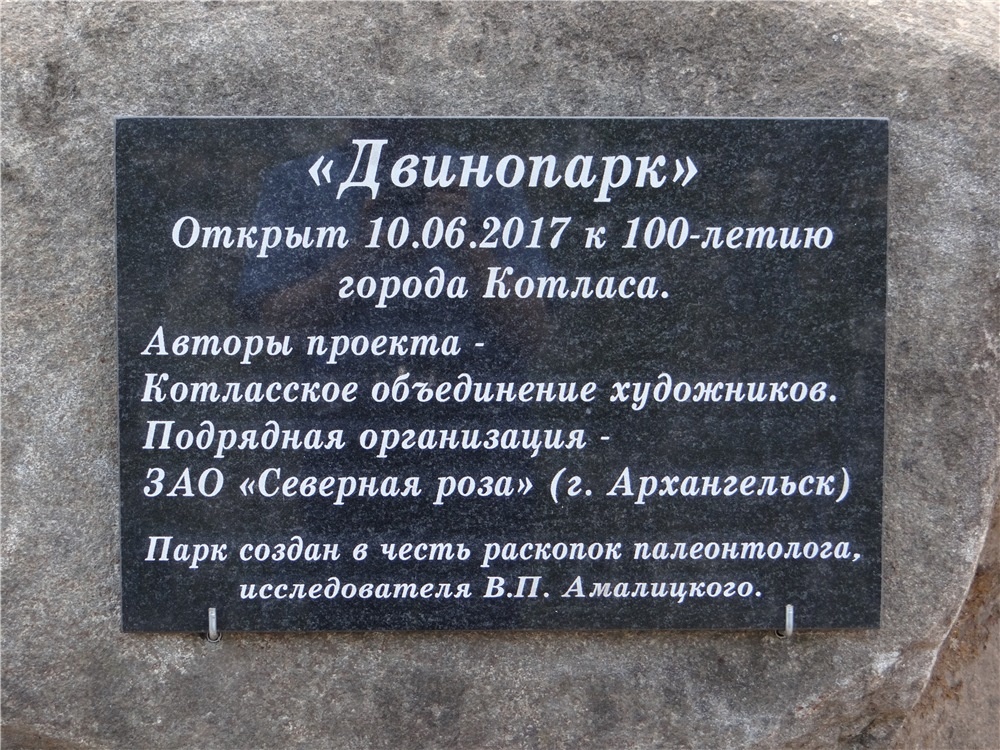 «Двинопарк»
Открыт 10.06.2017 к 100-летию
города Котласа.
Авторы проекта -
Котласское объединение художников.
Подрядная организация -
ЗАО «Северная роза» (г. Архангельск)
Парк создан в честь раскопок палеонтолога,
исследователя В.П. Амалицкого.